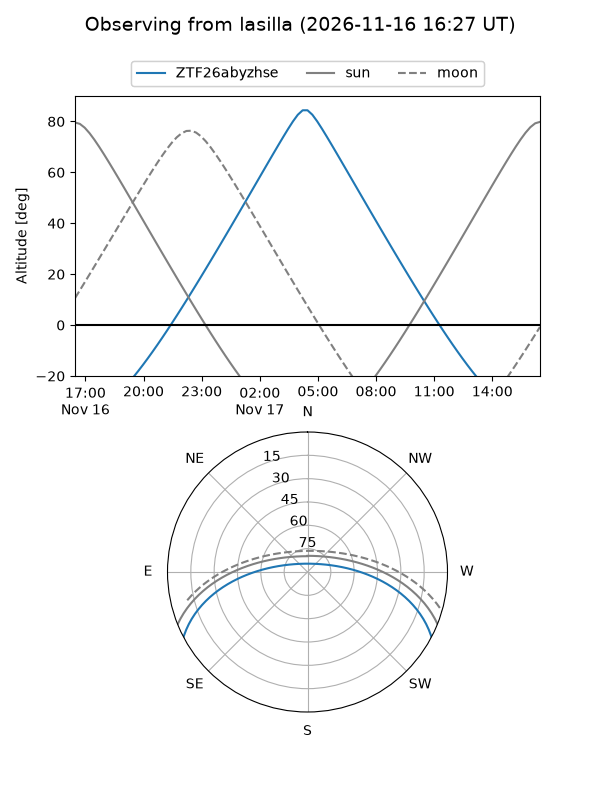 Observing from lasilla (2026-11-16 16:27 UT)
ZTF26abyzhse sun moon
80
60
40
20
0
−20
Altitude [deg]
17:00 20:00 23:00 02:00 05:00 08:00 11:00 14:00
Nov 16 Nov 17
N
NE NW
15
30
45
60
75
E W
SE SW
S